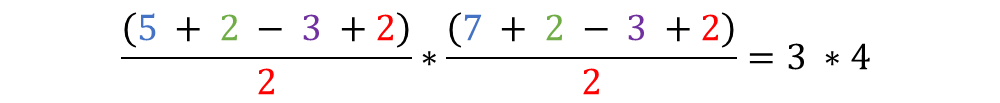 (5 + 2 − 3 + 2)/2 * (7 + 2 − 3 + 2)/2 = 3 * 4